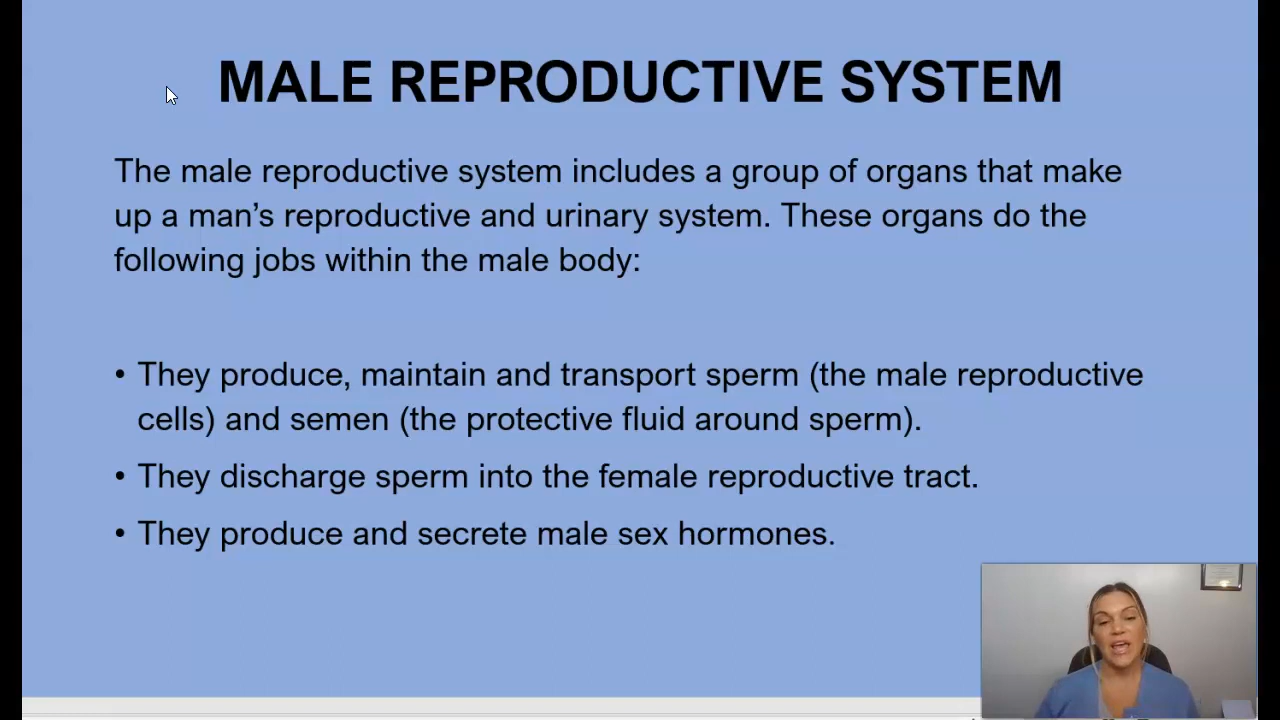 MALE REPRODUCTIVE SYSTEM
The male reproductive system includes a group of organs that make
up a man’s reproductive and urinary system. These organs do the
following jobs within the male body:
• They produce, maintain and transport sperm (the male reproductive
cells) and semen (the protective fluid around sperm).
• They discharge sperm into the female reproductive tract.
• They produce and secrete male sex hormones.